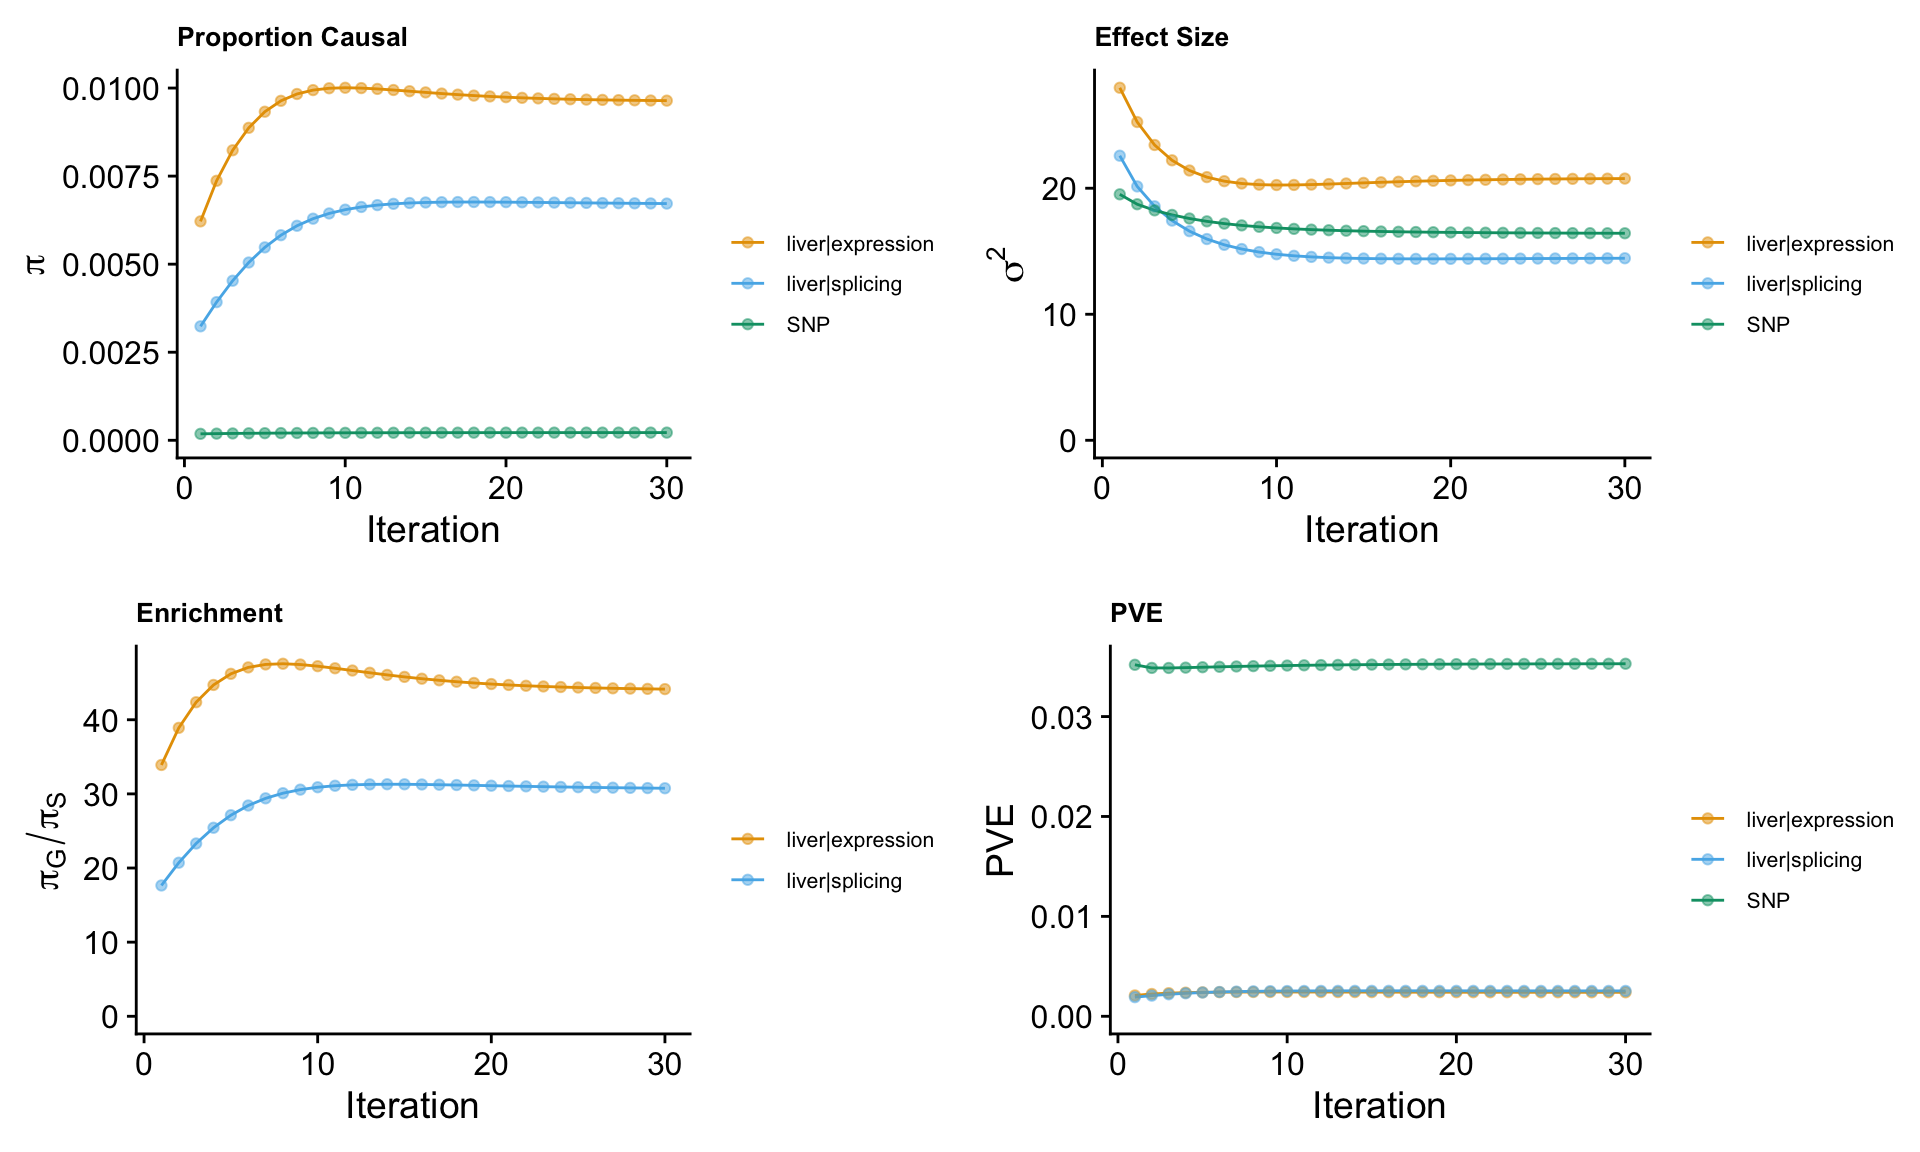 Proportion Causal
π
0.0100
0.0075
0.0050
0.0025
0.0000
0 10 20 30
Iteration
liver|expression
liver|splicing
SNP
Effect Size
σ²
20
10
0
0 10 20 30
Iteration
liver|expression
liver|splicing
SNP
Enrichment
πG/πS
40
30
20
10
0
0 10 20 30
Iteration
liver|expression
liver|splicing
PVE
PVE
0.03
0.02
0.01
0.00
0 10 20 30
Iteration
liver|expression
liver|splicing
SNP